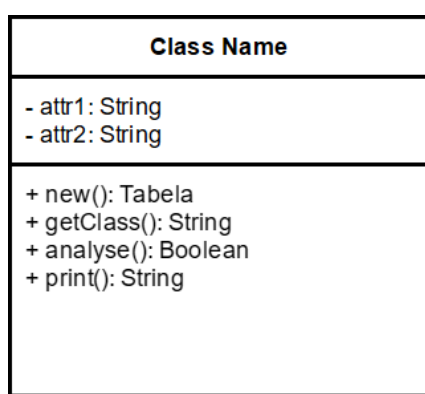 Class Name
- attr1: String
- attr2: String
+ new(): Tabela
+ getClass(): String
+ analyse(): Boolean
+ print(): String